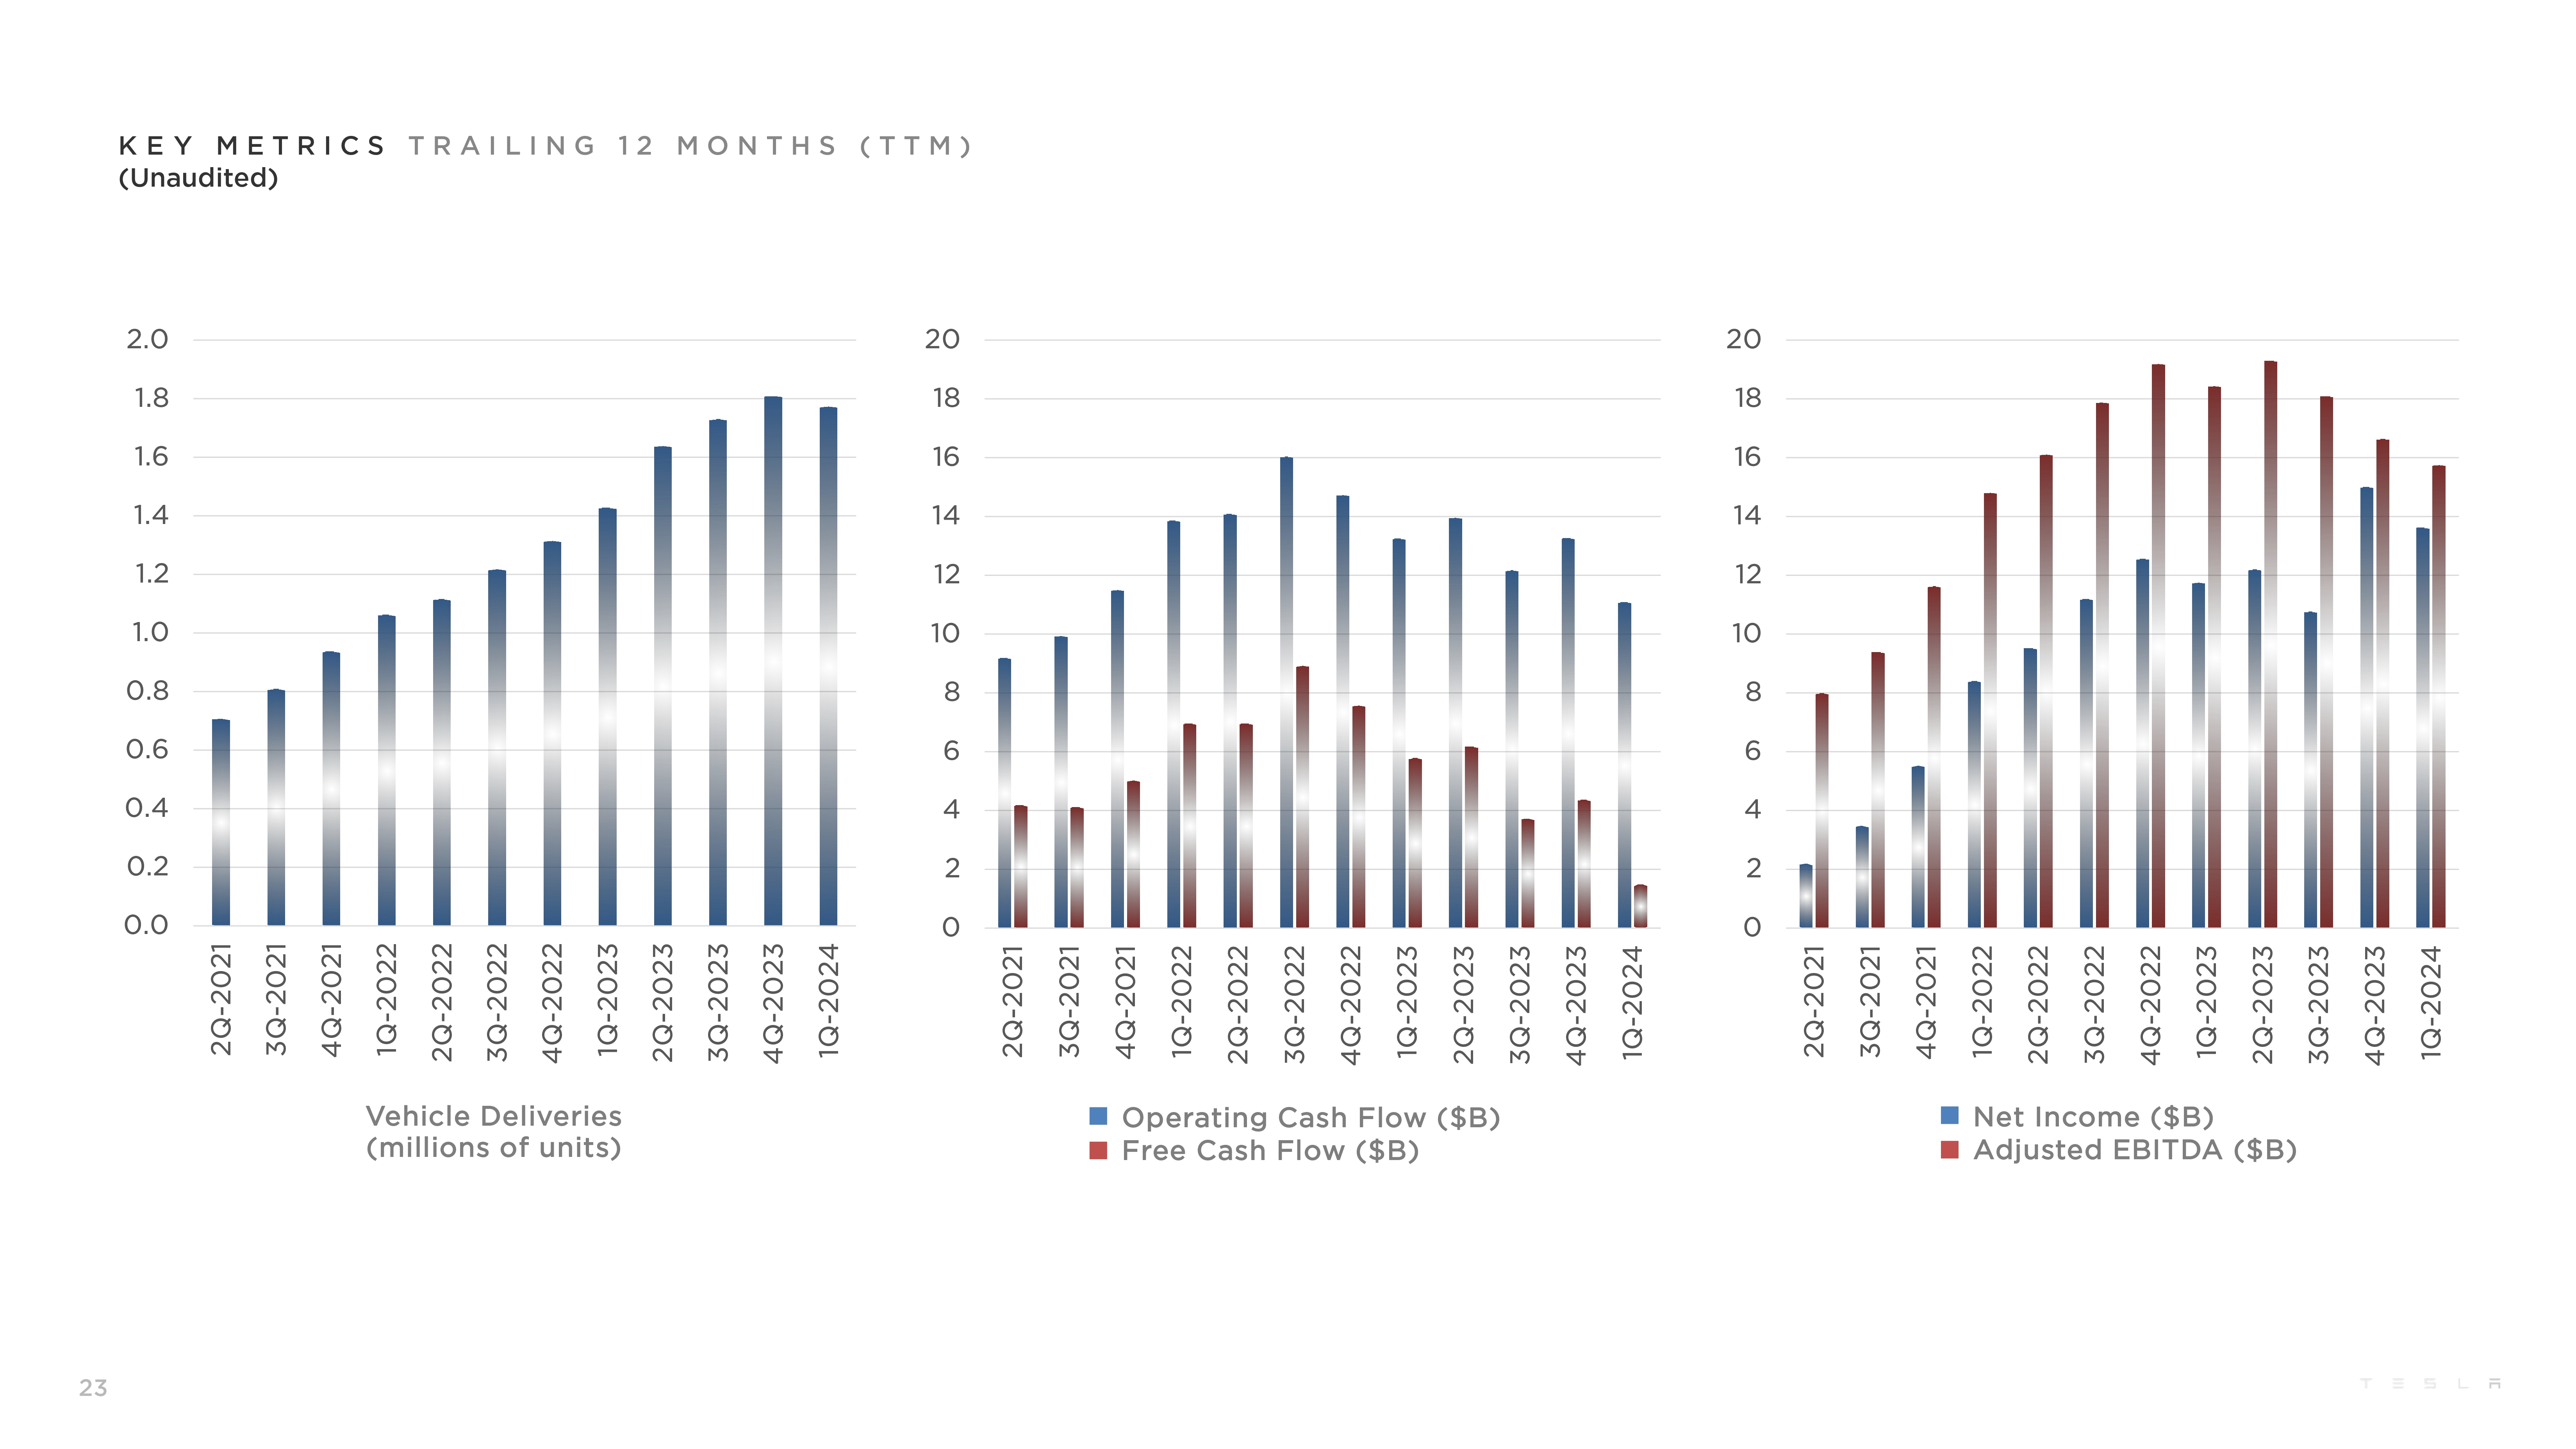 KEY METRICS TRAILING 12 MONTHS (TTM)
(Unaudited)
2.0
1.8
1.6
1.4
1.2
1.0
0.8
0.6
0.4
0.2
0.0
2Q-2021
3Q-2021
4Q-2021
1Q-2022
2Q-2022
3Q-2022
4Q-2022
1Q-2023
2Q-2023
3Q-2023
4Q-2023
1Q-2024
Vehicle Deliveries
(millions of units)
20
18
16
14
12
10
8
6
4
2
0
2Q-2021
3Q-2021
4Q-2021
1Q-2022
2Q-2022
3Q-2022
4Q-2022
1Q-2023
2Q-2023
3Q-2023
4Q-2023
1Q-2024
Operating Cash Flow ($B)
Free Cash Flow ($B)
20
18
16
14
12
10
8
6
4
2
0
2Q-2021
3Q-2021
4Q-2021
1Q-2022
2Q-2022
3Q-2022
4Q-2022
1Q-2023
2Q-2023
3Q-2023
4Q-2023
1Q-2024
Net Income ($B)
Adjusted EBITDA ($B)
23
TESLA